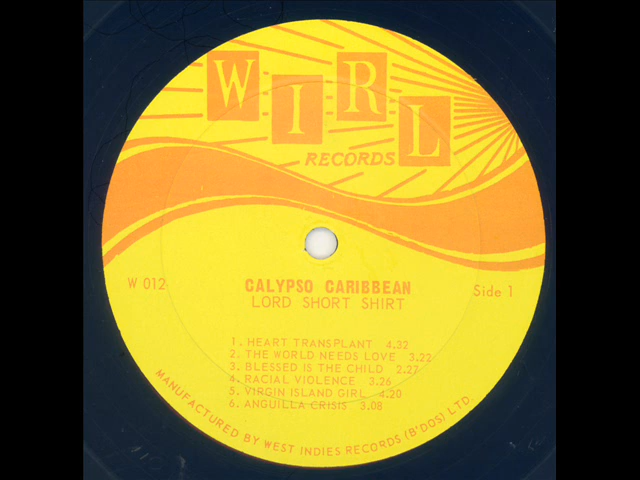 WIRL
RECORDS
W 012
Side 1
CALYPSO CARIBBEAN
LORD SHORT SHIRT
1. HEART TRANSPLANT 4.32
2. THE WORLD NEEDS LOVE 3.22
3. BLESSED IS THE CHILD 2.27
4. RACIAL VIOLENCE 3.26
5. VIRGIN ISLAND GIRL 4.20
6. ANGUILLA CRISIS 3.08
MANUFACTURED BY WEST INDIES RECORDS (B'DOS) LTD.